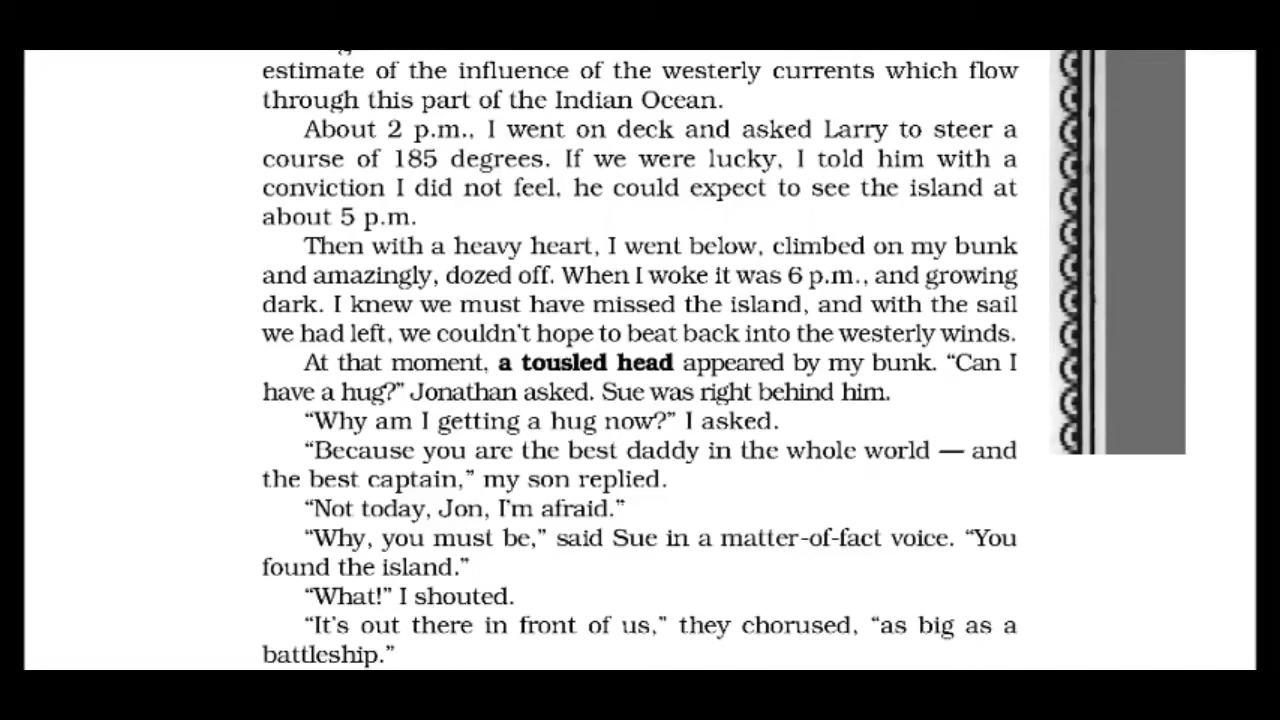 estimate of the influence of the westerly currents which flow
through this part of the Indian Ocean.
About 2 p.m., I went on deck and asked Larry to steer a
course of 185 degrees. If we were lucky, I told him with a
conviction I did not feel, he could expect to see the island at
about 5 p.m.
Then with a heavy heart, I went below, climbed on my bunk
and amazingly, dozed off. When I woke it was 6 p.m., and growing
dark. I knew we must have missed the island, and with the sail
we had left, we couldn't hope to beat back into the westerly winds.
At that moment, a tousled head appeared by my bunk. “Can I
have a hug?” Jonathan asked. Sue was right behind him.
“Why am I getting a hug now?” I asked.
“Because you are the best daddy in the whole world — and
the best captain,” my son replied.
“Not today, Jon, I'm afraid.”
“Why, you must be,” said Sue in a matter-of-fact voice. “You
found the island.”
“What!” I shouted.
“It's out there in front of us,” they chorused, “as big as a
battleship.”